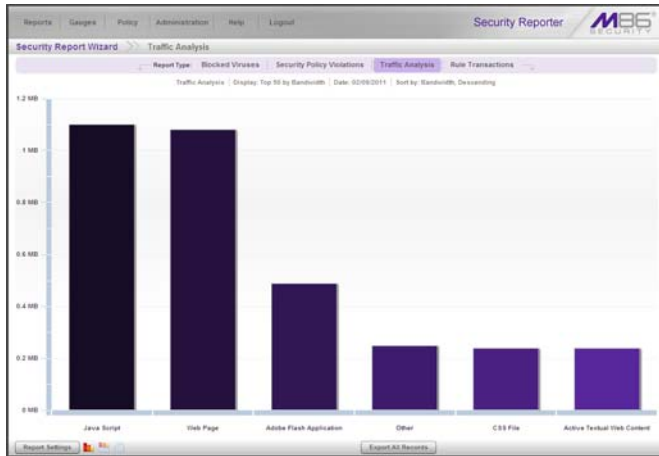 Reports Gauges Policy Administration Help Logout Security Reporter M86 SECURITY
Security Report Wizard Traffic Analysis
Report Type: Blocked Viruses Security Policy Violations Traffic Analysis Rule Transactions
Traffic Analysis Display: Top 50 by Bandwidth Date: 02/09/2011 Sort by: Bandwidth, Descending
1.2 MB
1 MB
0.8 MB
0.6 MB
0.4 MB
0.2 MB
0 MB
Java Script Web Page Adobe Flash Application Other CSS File Active Textual Web Content
Report Settings Export All Records